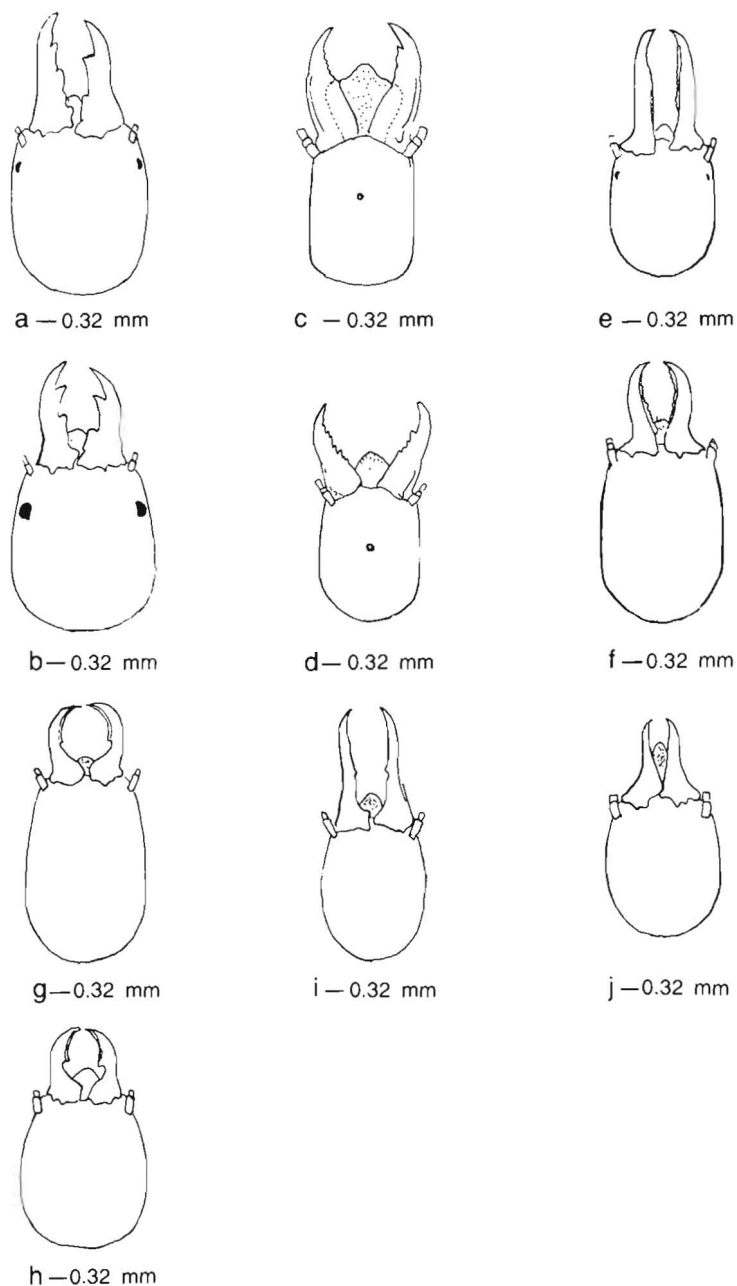 a — 0.32 mm
c — 0.32 mm
e — 0.32 mm
b — 0.32 mm
d — 0.32 mm
f — 0.32 mm
g — 0.32 mm
i — 0.32 mm
j — 0.32 mm
h — 0.32 mm